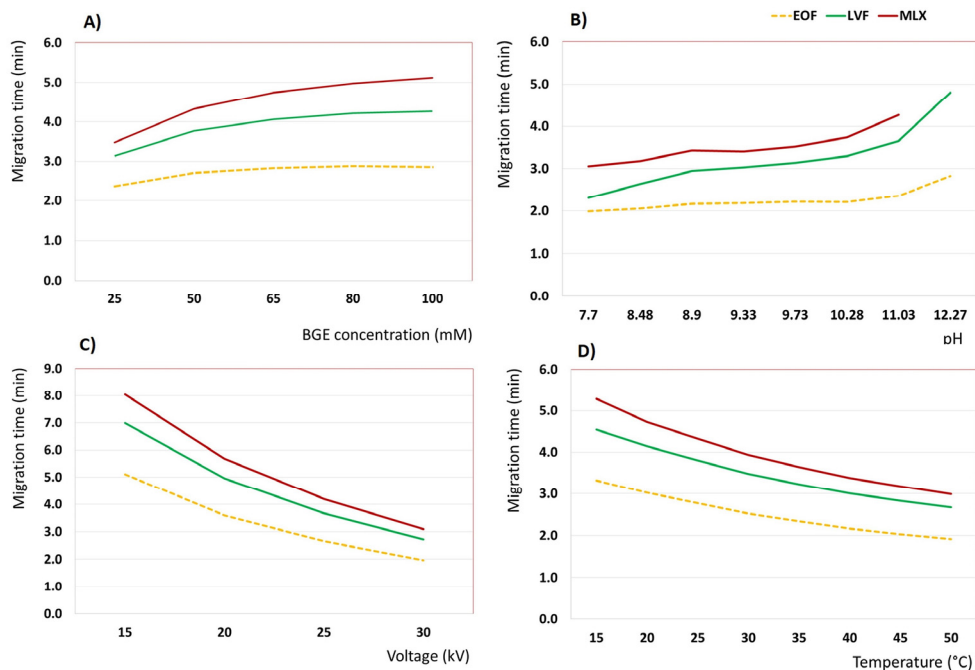 A)
Migration time (min)
6.0
5.0
4.0
3.0
2.0
1.0
0.0
25 50 65 80 100
BGE concentration (mM)
B)
EOF LVF MLX
Migration time (min)
6.0
5.0
4.0
3.0
2.0
1.0
0.0
7.7 8.48 8.9 9.33 9.73 10.28 11.03 12.27
pH
C)
Migration time (min)
9.0
8.0
7.0
6.0
5.0
4.0
3.0
2.0
1.0
0.0
15 20 25 30
Voltage (kV)
D)
Migration time (min)
6.0
5.0
4.0
3.0
2.0
1.0
0.0
15 20 25 30 35 40 45 50
Temperature (°C)